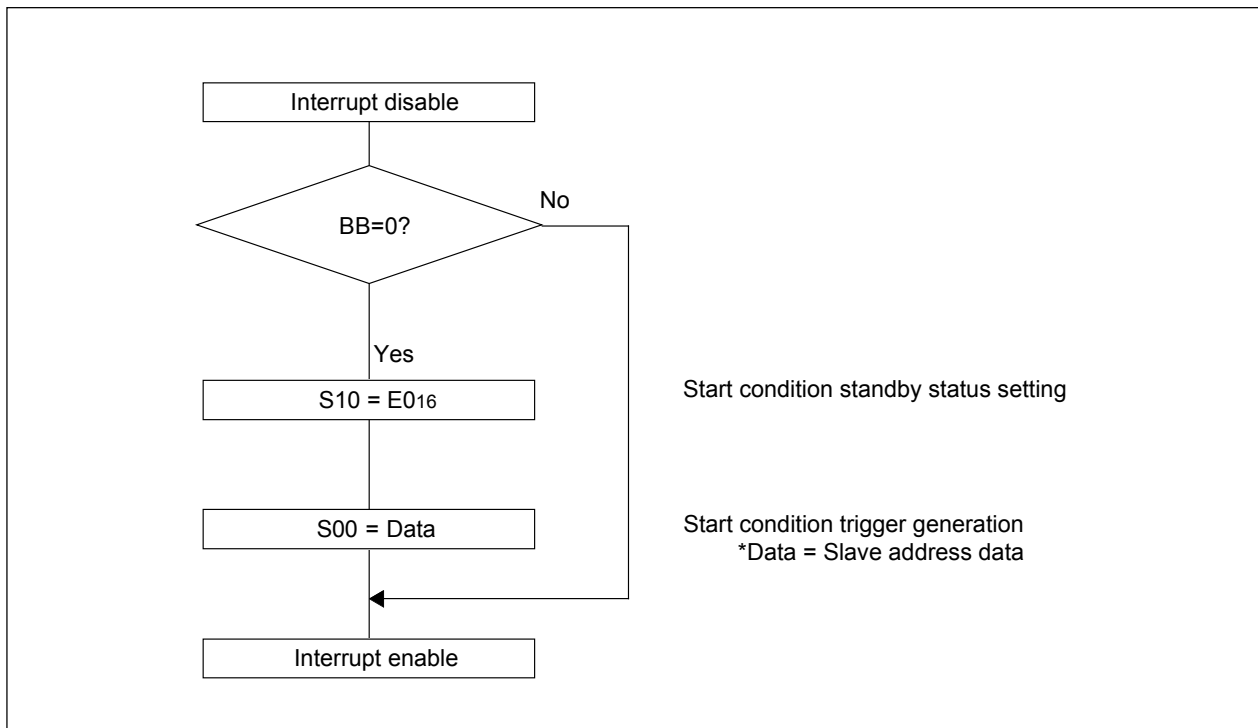 Interrupt disable
No
BB=0?
Yes
S10 = E016
Start condition standby status setting
S00 = Data
Start condition trigger generation
*Data = Slave address data
Interrupt enable